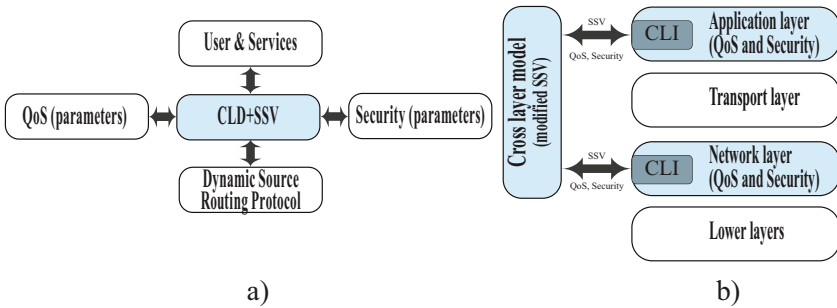 User & Services
QoS (parameters)
CLD+SSV
Security (parameters)
Dynamic Source
Routing Protocol
a)
Cross layer model
(modified SSV)
SSV
QoS, Security
CLI
Application layer
(QoS and Security)
Transport layer
SSV
QoS, Security
CLI
Network layer
(QoS and Security)
Lower layers
b)